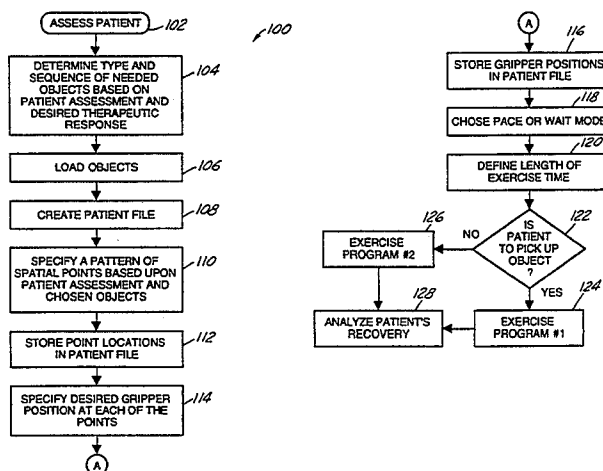 ASSESS PATIENT
102
100
DETERMINE TYPE AND
SEQUENCE OF NEEDED
OBJECTS BASED ON
PATIENT ASSESSMENT AND
DESIRED THERAPEUTIC
RESPONSE
104
LOAD OBJECTS
106
CREATE PATIENT FILE
108
SPECIFY A PATTERN OF
SPATIAL POINTS BASED UPON
PATIENT ASSESSMENT AND
CHOSEN OBJECTS
110
STORE POINT LOCATIONS
IN PATIENT FILE
112
SPECIFY DESIRED GRIPPER
POSITION AT EACH OF THE
POINTS
114
A
A
116
STORE GRIPPER POSITIONS
IN PATIENT FILE
118
CHOSE PACE OR WAIT MODE
120
DEFINE LENGTH OF
EXERCISE TIME
122
IS
PATIENT
TO PICK UP
OBJECT
?
NO
126
EXERCISE
PROGRAM #2
YES
124
EXERCISE
PROGRAM #1
128
ANALYZE PATIENT'S
RECOVERY